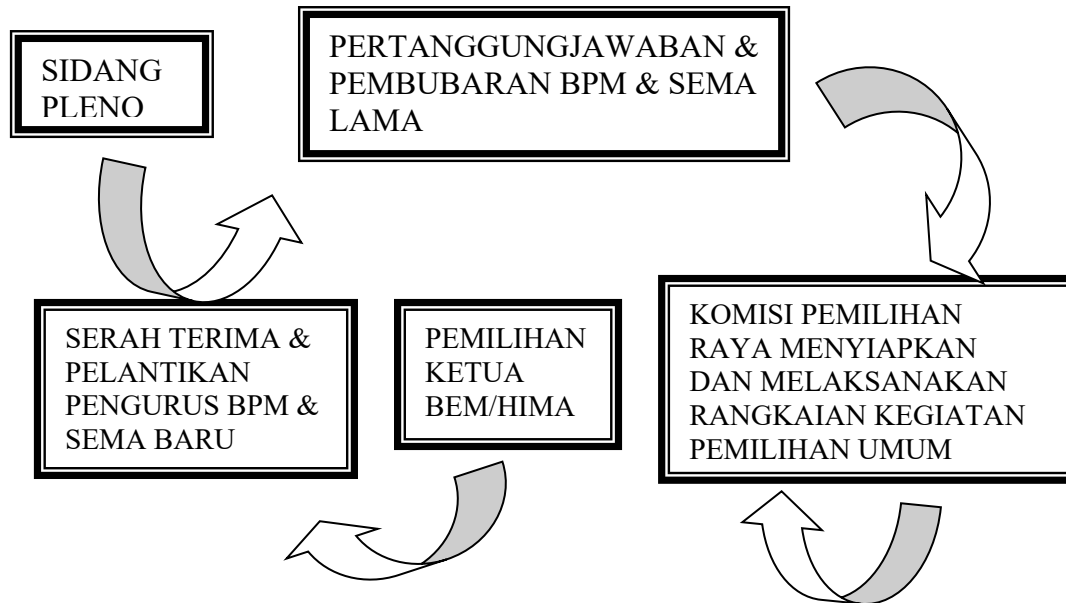 SIDANG
PLENO
PERTANGGUNGJAWABAN &
PEMBUBARAN BPM & SEMA
LAMA
SERAH TERIMA &
PELANTIKAN
PENGURUS BPM &
SEMA BARU
PEMILIHAN
KETUA
BEM/HIMA
KOMISI PEMILIHAN
RAYA MENYIAPKAN
DAN MELAKSANAKAN
RANGKAIAN KEGIATAN
PEMILIHAN UMUM